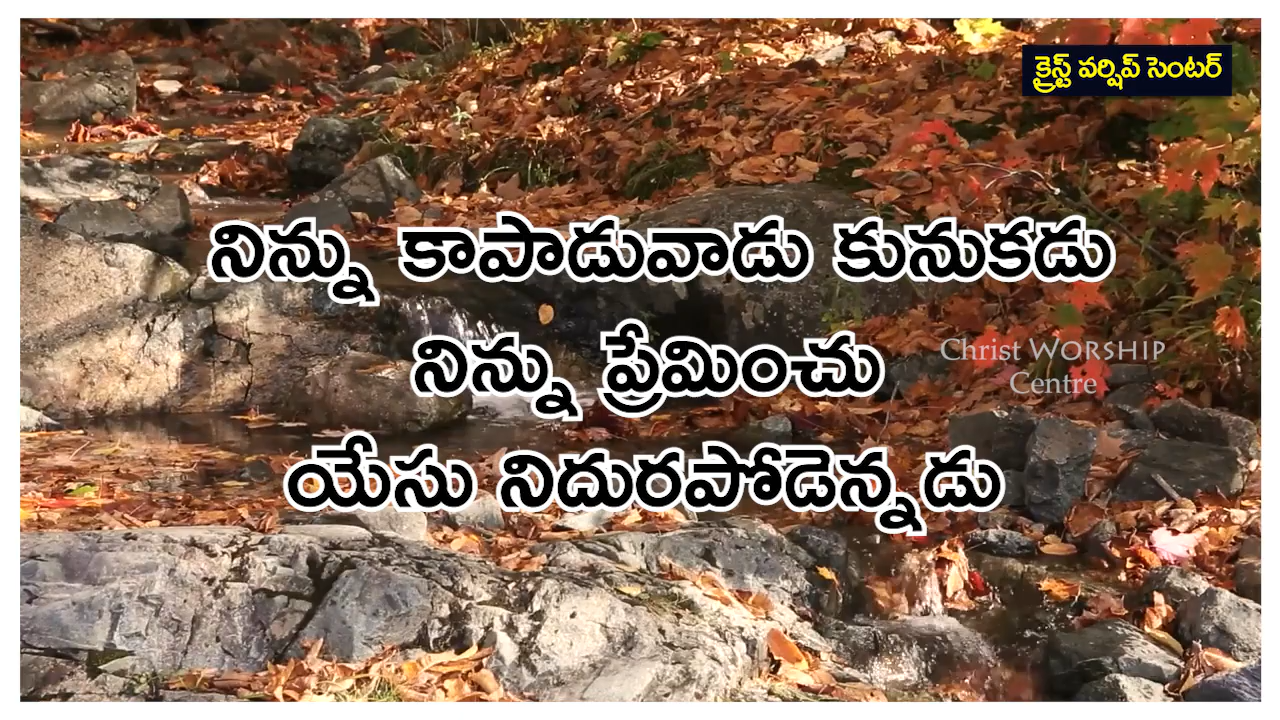 క్రైస్ట్ వర్షిప్ సెంటర్
నిన్ను కాపాడువాడు కునుకడు
నిన్ను ప్రేమించు
యేసు నిదురపోడెన్నడు
Christ WORSHIP
Centre